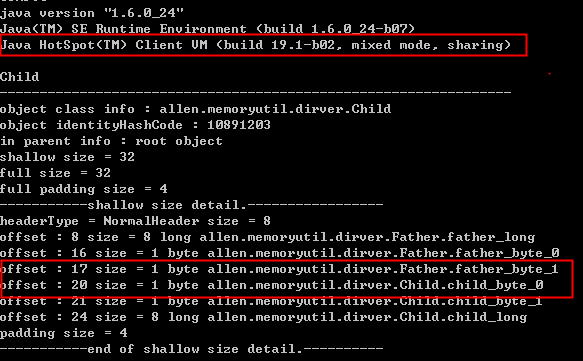 java version "1.6.0_24"
Java(TM) SE Runtime Environment (build 1.6.0_24-b07)
Java HotSpot(TM) Client VM (build 19.1-b02, mixed mode, sharing)
Child
----------------------------------------------------------------
object class info : allen.memoryutil.dirver.Child
object identityHashCode : 10891203
in parent info : root object
shallow size = 32
full size = 32
full padding size = 4
-----------shallow size detail.-----------------
headerType = NormalHeader size = 8
offset : 8 size = 8 long allen.memoryutil.dirver.Father.father_long
offset : 16 size = 1 byte allen.memoryutil.dirver.Father.father_byte_0
offset : 17 size = 1 byte allen.memoryutil.dirver.Father.father_byte_1
offset : 20 size = 1 byte allen.memoryutil.dirver.Child.child_byte_0
offset : 21 size = 1 byte allen.memoryutil.dirver.Child.child_byte_1
offset : 24 size = 8 long allen.memoryutil.dirver.Child.child_long
padding size = 4
-----------end of shallow size detail.-----------